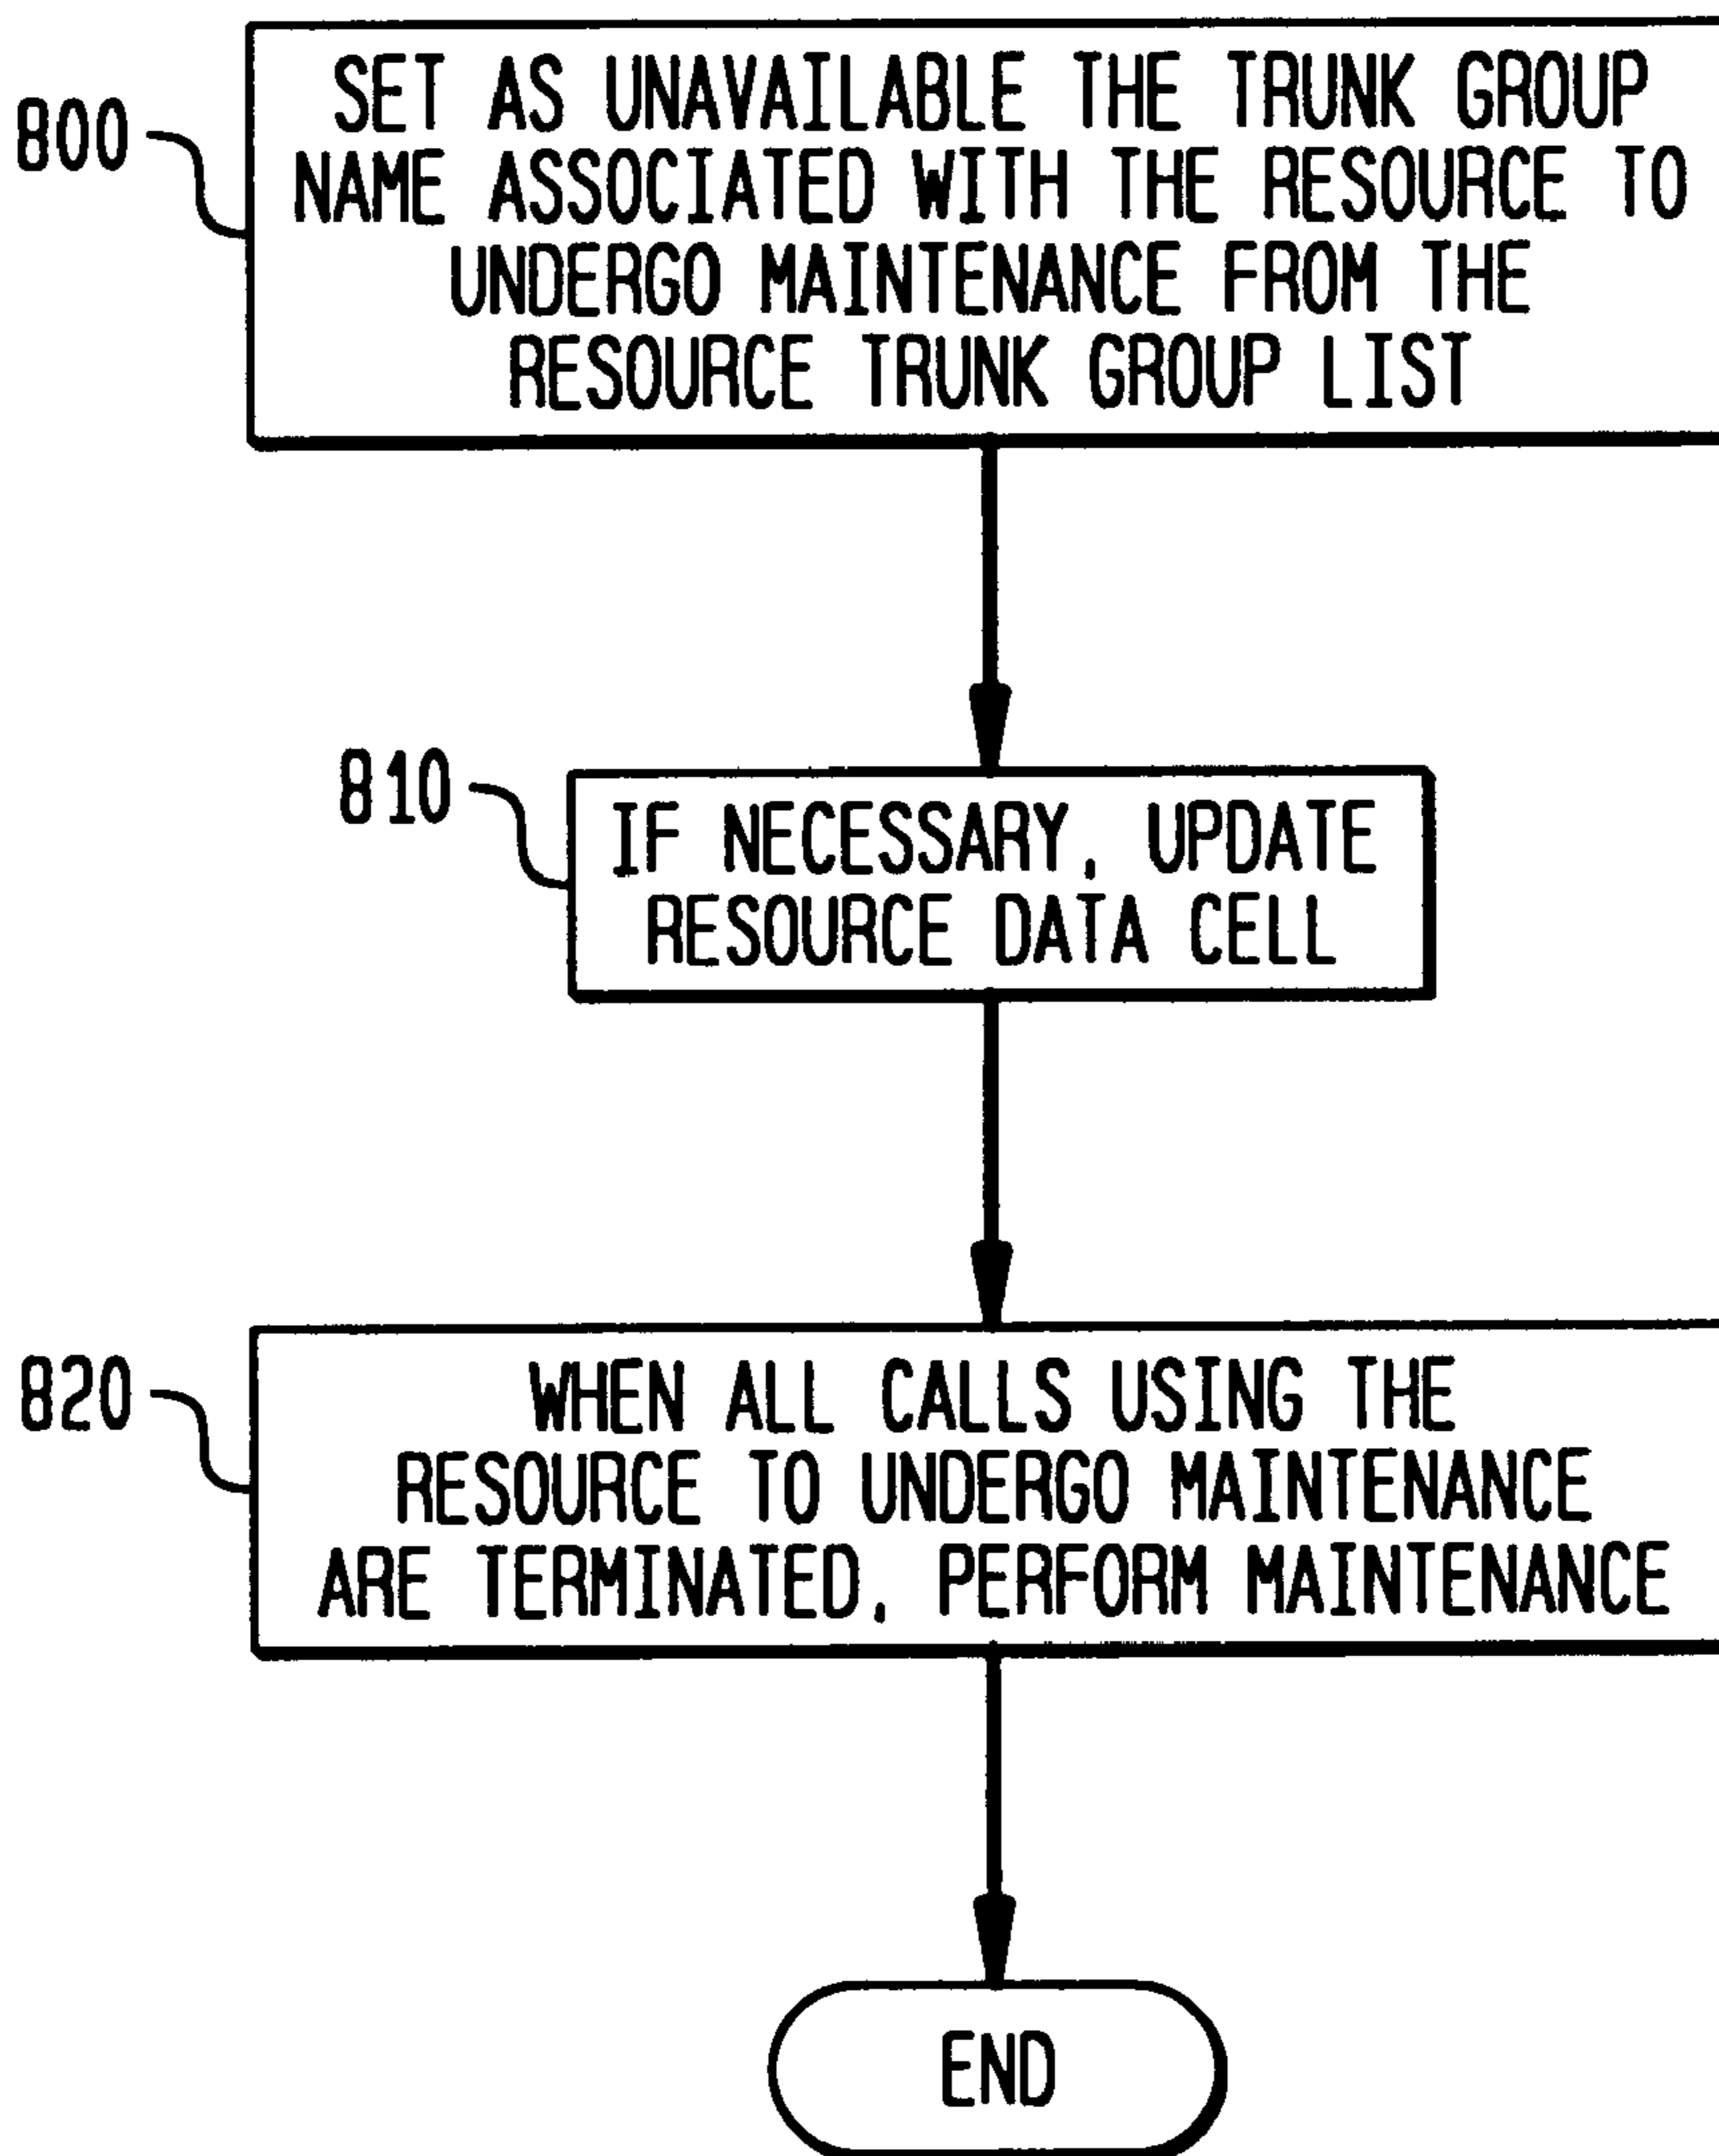 800
SET AS UNAVAILABLE THE TRUNK GROUP
NAME ASSOCIATED WITH THE RESOURCE TO
UNDERGO MAINTENANCE FROM THE
RESOURCE TRUNK GROUP LIST
810
IF NECESSARY, UPDATE
RESOURCE DATA CELL
820
WHEN ALL CALLS USING THE
RESOURCE TO UNDERGO MAINTENANCE
ARE TERMINATED, PERFORM MAINTENANCE
END